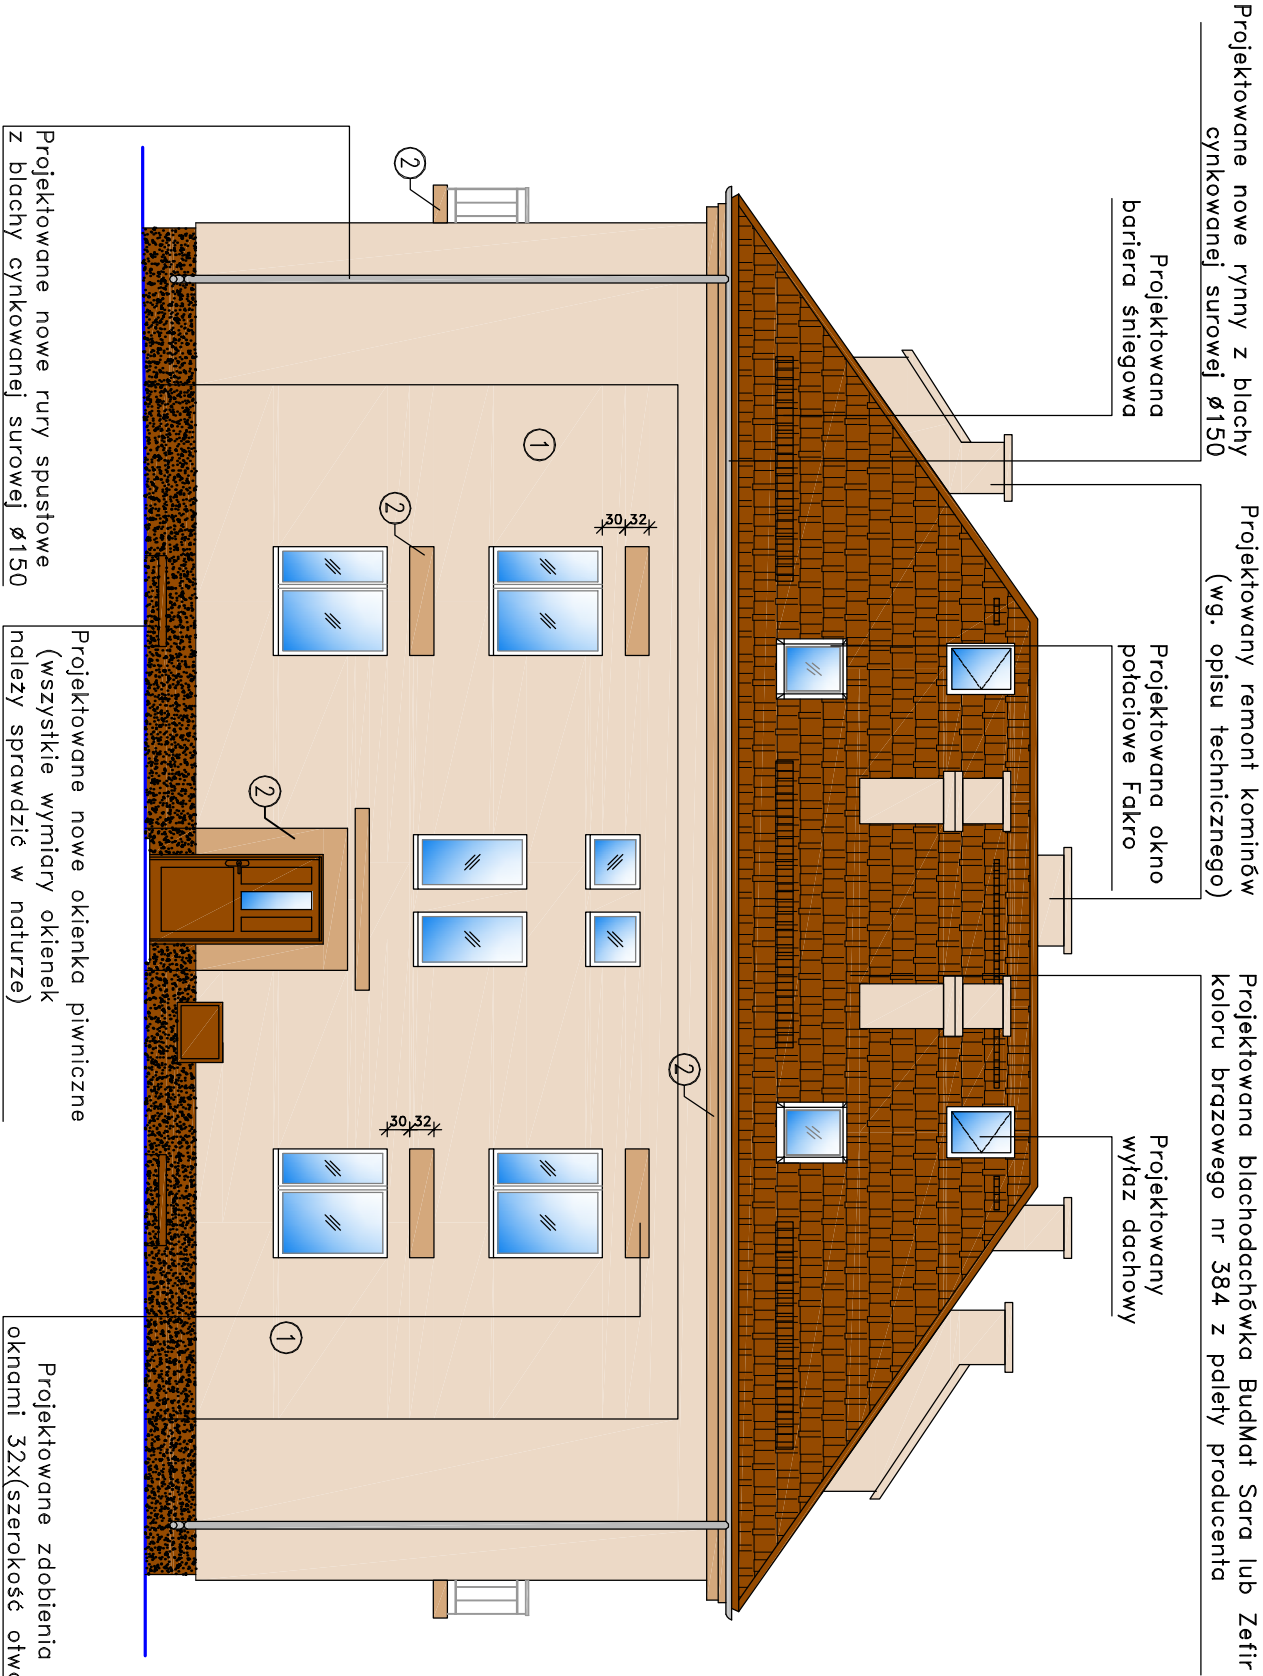 Projektowane nowe rynny z blachy
cynkowanej surowej ø150
Projektowany remont kominów
(wg. opisu technicznego)
Projektowana blachodachówka BudMat Sara lub Zefir
koloru brązowego nr 384 z palety producenta
Projektowana
bariera śniegowa
Projektowana okno
połaciowe Fakro
Projektowany
wyłaz dachowy
2
1
2
30 32
2
2
30 32
1
Projektowane nowe rury spustowe
z blachy cynkowanej surowej ø150
Projektowane nowe okienka piwniczne
(wszystkie wymiary okienek
należy sprawdzić w naturze)
Projektowane zdobienia
oknami 32x(szerokość